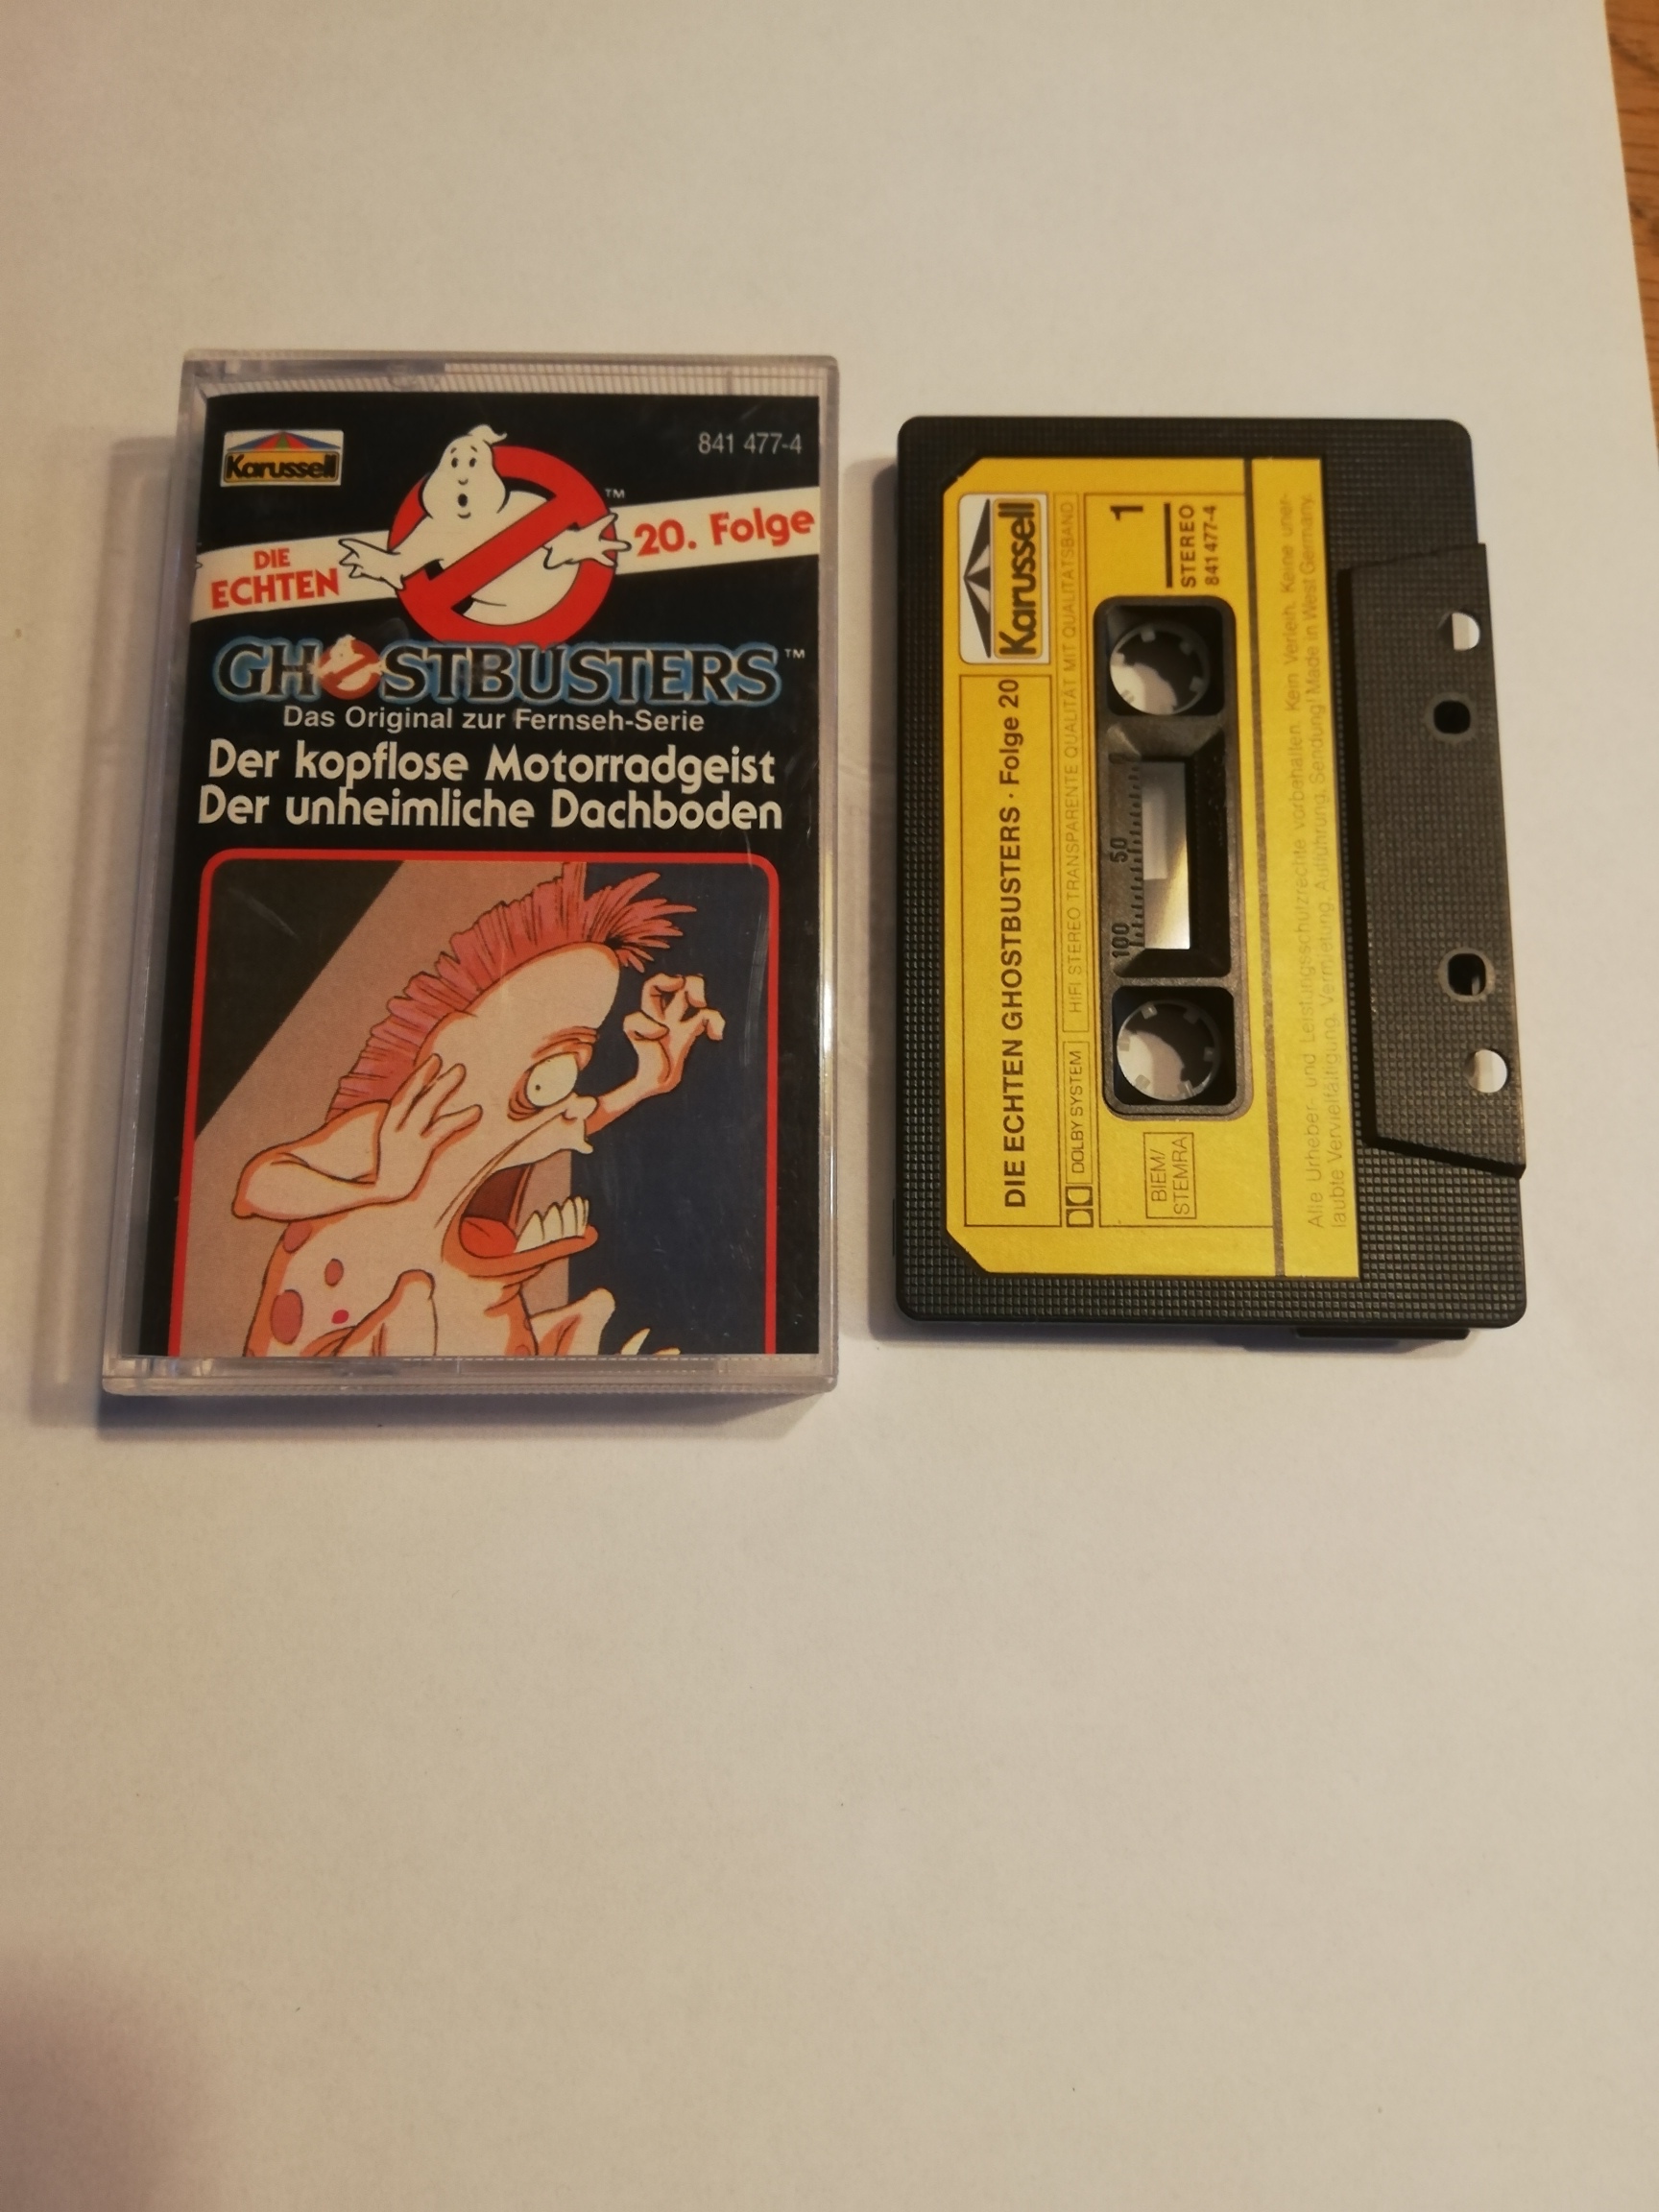 Karussell
841 477-4
TM
DIE
ECHTEN
20. Folge
GHOSTBUSTERS™
Das Original zur Fernseh-Serie
Der kopflose Motorradgeist
Der unheimliche Dachboden
Karussell
DIE ECHTEN GHOSTBUSTERS · Folge 20
DOLBY SYSTEM
HIFI STEREO TRANSPARENTE QUALITÄT MIT QUALITÄTSBAND
1
STEREO
841 477-4
100 50 0
BIEM/
STEMRA
Alle Urheber- und Leistungsschutzrechte vorbehalten. Kein Verleih. Keine uner-
laubte Vervielfältigung, Vermietung, Aufführung, Sendung! Made in West Germany.